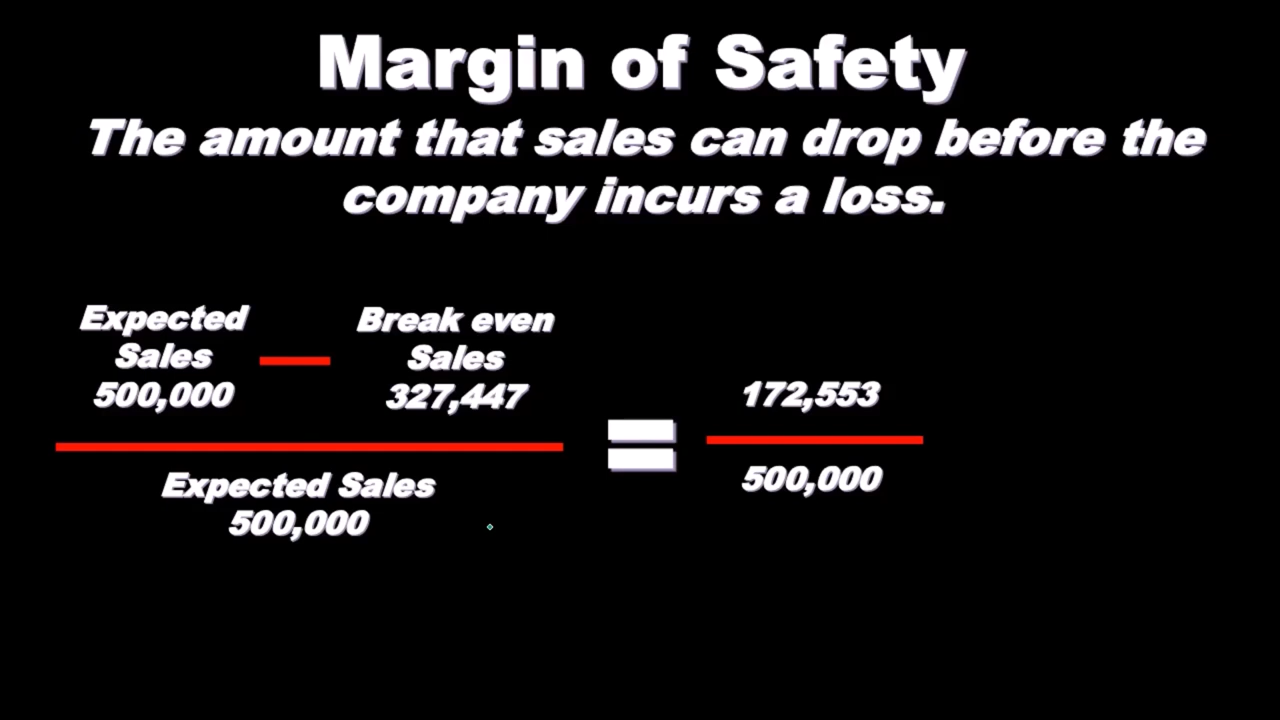 Margin of Safety
The amount that sales can drop before the
company incurs a loss.
Expected
Sales
500,000
Break even
Sales
327,447
Expected Sales
500,000
172,553
500,000